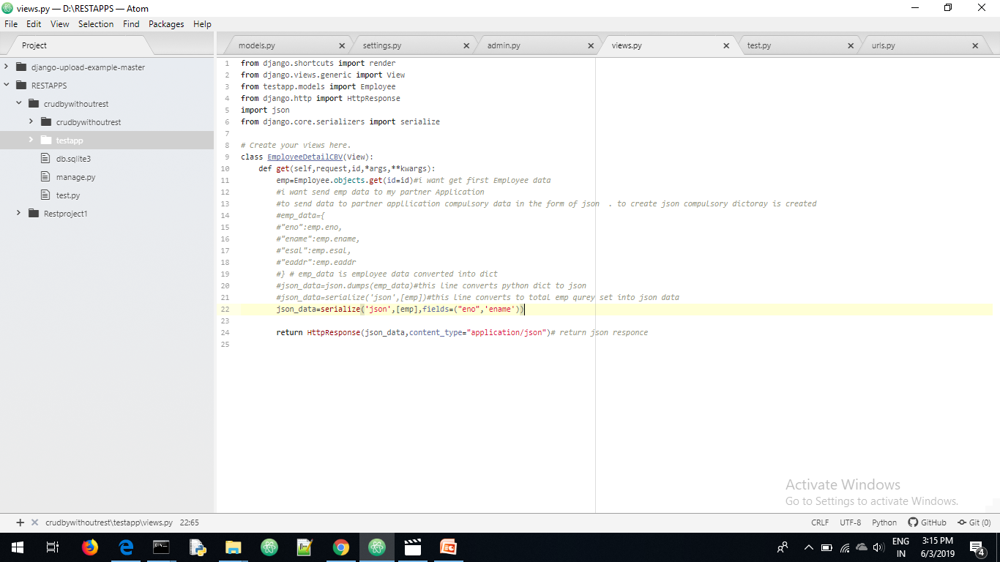 views.py — D:\RESTAPPS — Atom
File Edit View Selection Find Packages Help
Project
models.py settings.py admin.py views.py test.py urls.py
django-upload-example-master
RESTAPPS
crudbywithoutrest
crudbywithoutrest
testapp
db.sqlite3
manage.py
test.py
Restproject1
1 from django.shortcuts import render
2 from django.views.generic import View
3 from testapp.models import Employee
4 from django.http import HttpResponse
5 import json
6 from django.core.serializers import serialize
7
8 # Create your views here.
9 class EmployeeDetailCBV(View):
10 def get(self,request,id,*args,**kwargs):
11 emp=Employee.objects.get(id=id)#i want get first Employee data
12 #i want send emp data to my partner Application
13 #to send data to partner appllication compulsory data in the form of json . to create json compulsory dictoray is created
14 #emp_data={
15 #"eno":emp.eno,
16 #"ename":emp.ename,
17 #"esal":emp.esal,
18 #"eaddr":emp.eaddr
19 #} # emp_data is employee data converted into dict
20 #json_data=json.dumps(emp_data)#this line converts python dict to json
21 #json_data=serialize('json',[emp])#this line converts to total emp qurey set into json data
22 json_data=serialize('json',[emp],fields=("eno",'ename'))
23
24 return HttpResponse(json_data,content_type="application/json")# return json responce
25
Activate Windows
Go to Settings to activate Windows.
crudbywithoutrest\testapp\views.py 22:65
CRLF UTF-8 Python GitHub Git (0)
ENG
IN
3:15 PM
6/3/2019
4